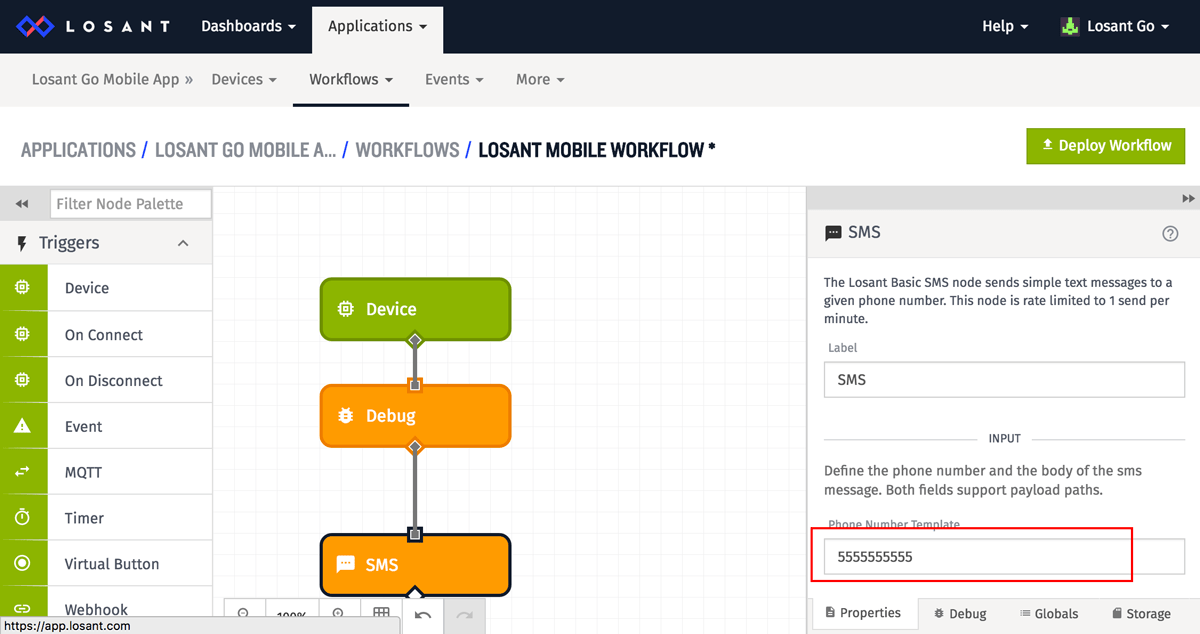 LOSANT Dashboards Applications Help Losant Go
Losant Go Mobile App » Devices Workflows Events More
APPLICATIONS / LOSANT GO MOBILE A... / WORKFLOWS / LOSANT MOBILE WORKFLOW *
Deploy Workflow
Filter Node Palette
Triggers
Device
On Connect
On Disconnect
Event
MQTT
Timer
Virtual Button
Webhook
https://app.losant.com
Device
Debug
SMS
100%
SMS
The Losant Basic SMS node sends simple text messages to a
given phone number. This node is rate limited to 1 send per
minute.
Label
SMS
INPUT
Define the phone number and the body of the sms
message. Both fields support payload paths.
Phone Number Template
5555555555
Properties Debug Globals Storage